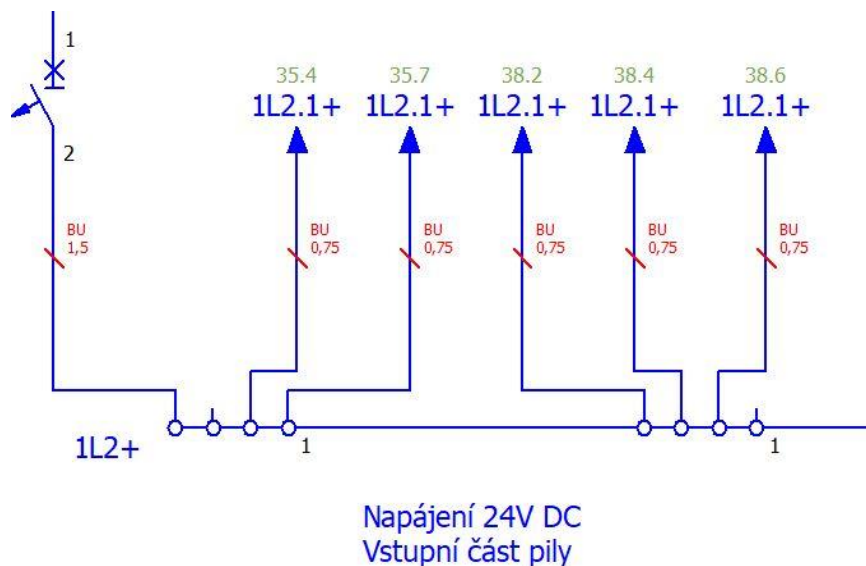 1
35.4 35.7 38.2 38.4 38.6
1L2.1+ 1L2.1+ 1L2.1+ 1L2.1+ 1L2.1+
2
BU BU BU BU BU BU
1,5 0,75 0,75 0,75 0,75 0,75
1L2+ 1 1
Napájení 24V DC
Vstupní část pily